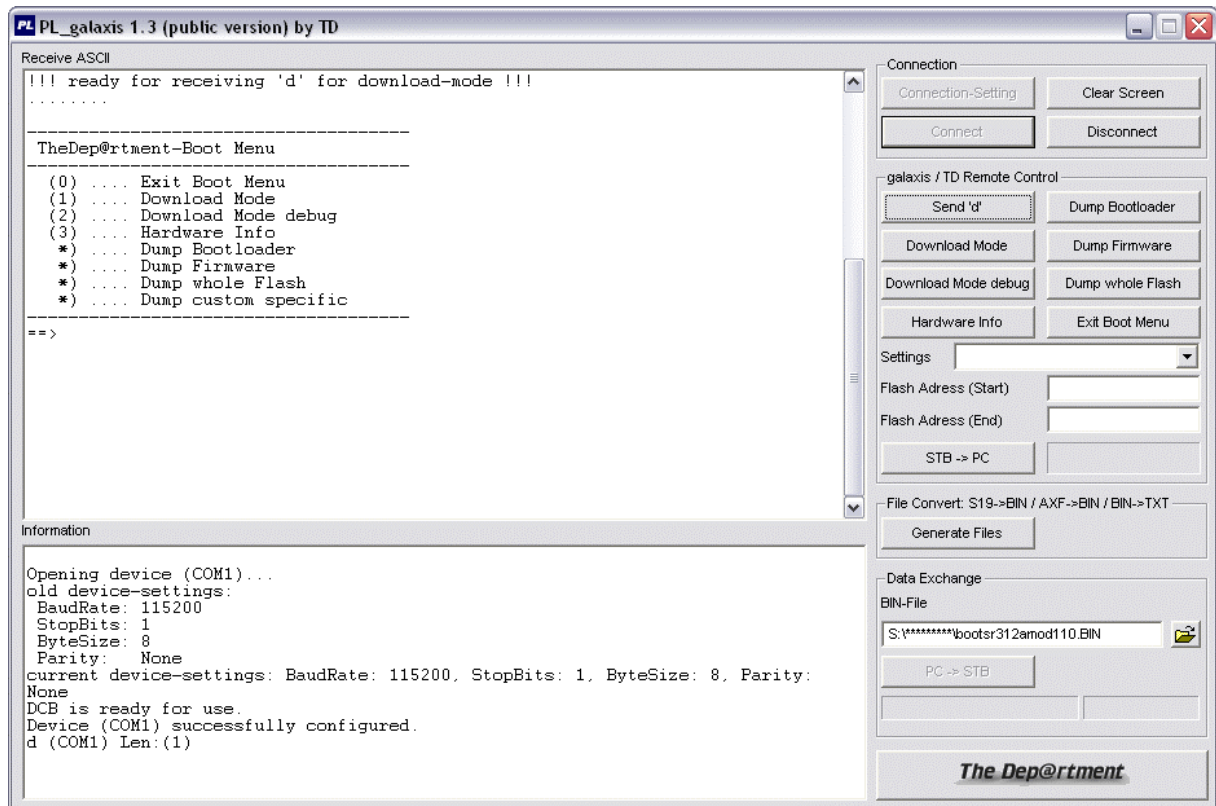 PL PL_galaxis 1.3 (public version) by TD
Receive ASCII
!!! ready for receiving 'd' for download-mode !!!
........
----------------------------------------
TheDep@rtment-Boot Menu
----------------------------------------
(0) .... Exit Boot Menu
(1) .... Download Mode
(2) .... Download Mode debug
(3) .... Hardware Info
*) .... Dump Bootloader
*) .... Dump Firmware
*) .... Dump whole Flash
*) .... Dump custom specific
----------------------------------------
==>
Information
Opening device (COM1)...
old device-settings:
BaudRate: 115200
StopBits: 1
ByteSize: 8
Parity: None
current device-settings: BaudRate: 115200, StopBits: 1, ByteSize: 8, Parity:
None
DCB is ready for use.
Device (COM1) successfully configured.
d (COM1) Len:(1)
Connection
Connection-Setting
Clear Screen
Connect
Disconnect
galaxis / TD Remote Control
Send 'd'
Dump Bootloader
Download Mode
Dump Firmware
Download Mode debug
Dump whole Flash
Hardware Info
Exit Boot Menu
Settings
Flash Adress (Start)
Flash Adress (End)
STB -> PC
File Convert: S19->BIN / AXF->BIN / BIN->TXT
Generate Files
Data Exchange
BIN-File
S:\*********\bootsr312amod110.BIN
PC -> STB
The Dep@rtment